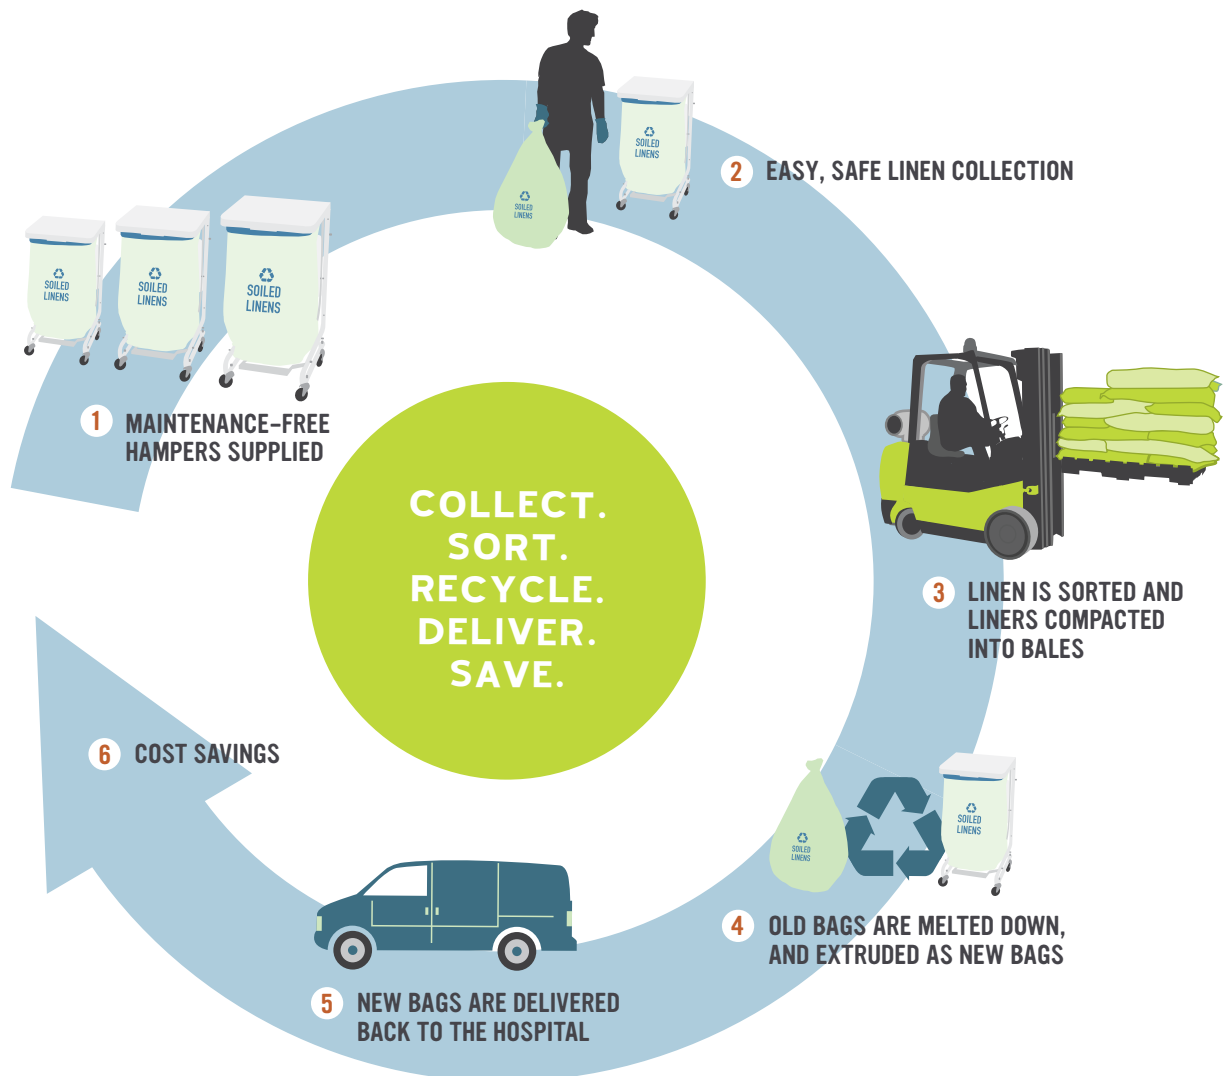 SOILED
LINENS
SOILED
LINENS
SOILED
LINENS
1 MAINTENANCE-FREE
HAMPERS SUPPLIED
SOILED
LINENS
SOILED
LINENS
2 EASY, SAFE LINEN COLLECTION
3 LINEN IS SORTED AND
LINERS COMPACTED
INTO BALES
SOILED
LINENS
SOILED
LINENS
4 OLD BAGS ARE MELTED DOWN,
AND EXTRUDED AS NEW BAGS
5 NEW BAGS ARE DELIVERED
BACK TO THE HOSPITAL
6 COST SAVINGS
COLLECT.
SORT.
RECYCLE.
DELIVER.
SAVE.